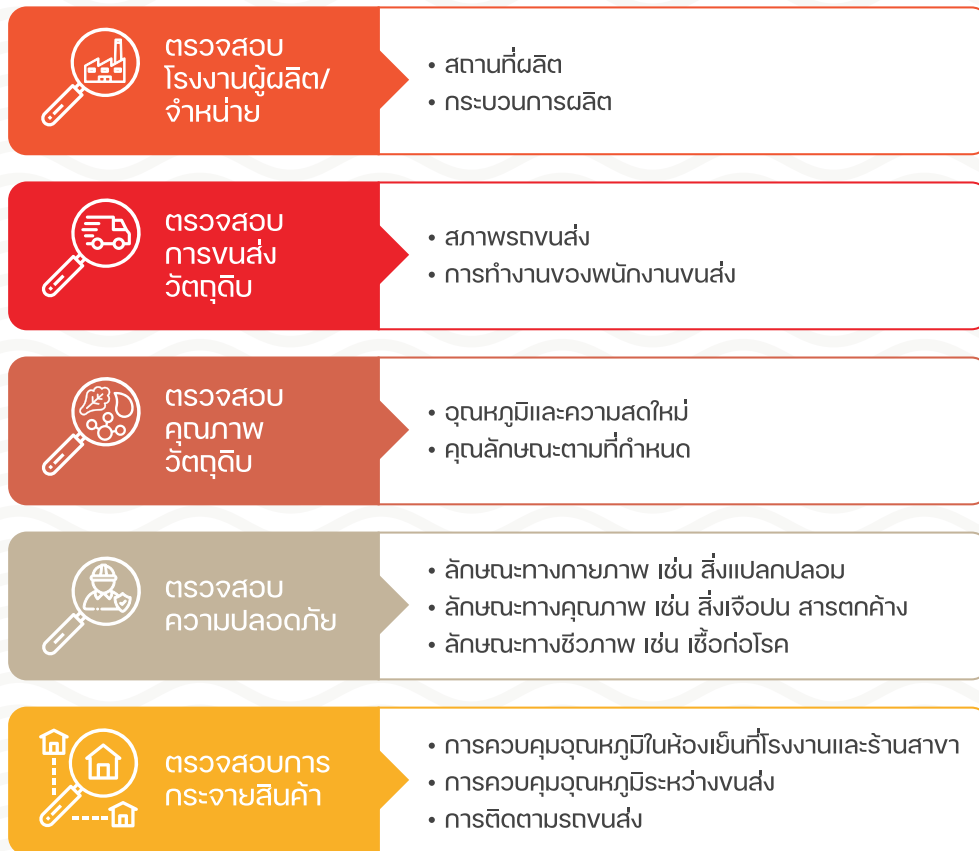 ตรวจสอบ
โรงงานผู้ผลิต/
จำหน่าย
• สถานที่ผลิต
• กระบวนการผลิต
ตรวจสอบ
การขนส่ง
วัตถุดิบ
• สภาพรถขนส่ง
• การทำงานของพนักงานขนส่ง
ตรวจสอบ
คุณภาพ
วัตถุดิบ
• อุณหภูมิและความสดใหม่
• คุณลักษณะตามที่กำหนด
ตรวจสอบ
ความปลอดภัย
• ลักษณะทางกายภาพ เช่น สิ่งแปลกปลอม
• ลักษณะทางคุณภาพ เช่น สิ่งเจือปน สารตกค้าง
• ลักษณะทางชีวภาพ เช่น เชื้อก่อโรค
ตรวจสอบการ
กระจายสินค้า
• การควบคุมอุณหภูมิในห้องเย็นที่โรงงานและร้านสาขา
• การควบคุมอุณหภูมิระหว่างขนส่ง
• การติดตามรถขนส่ง